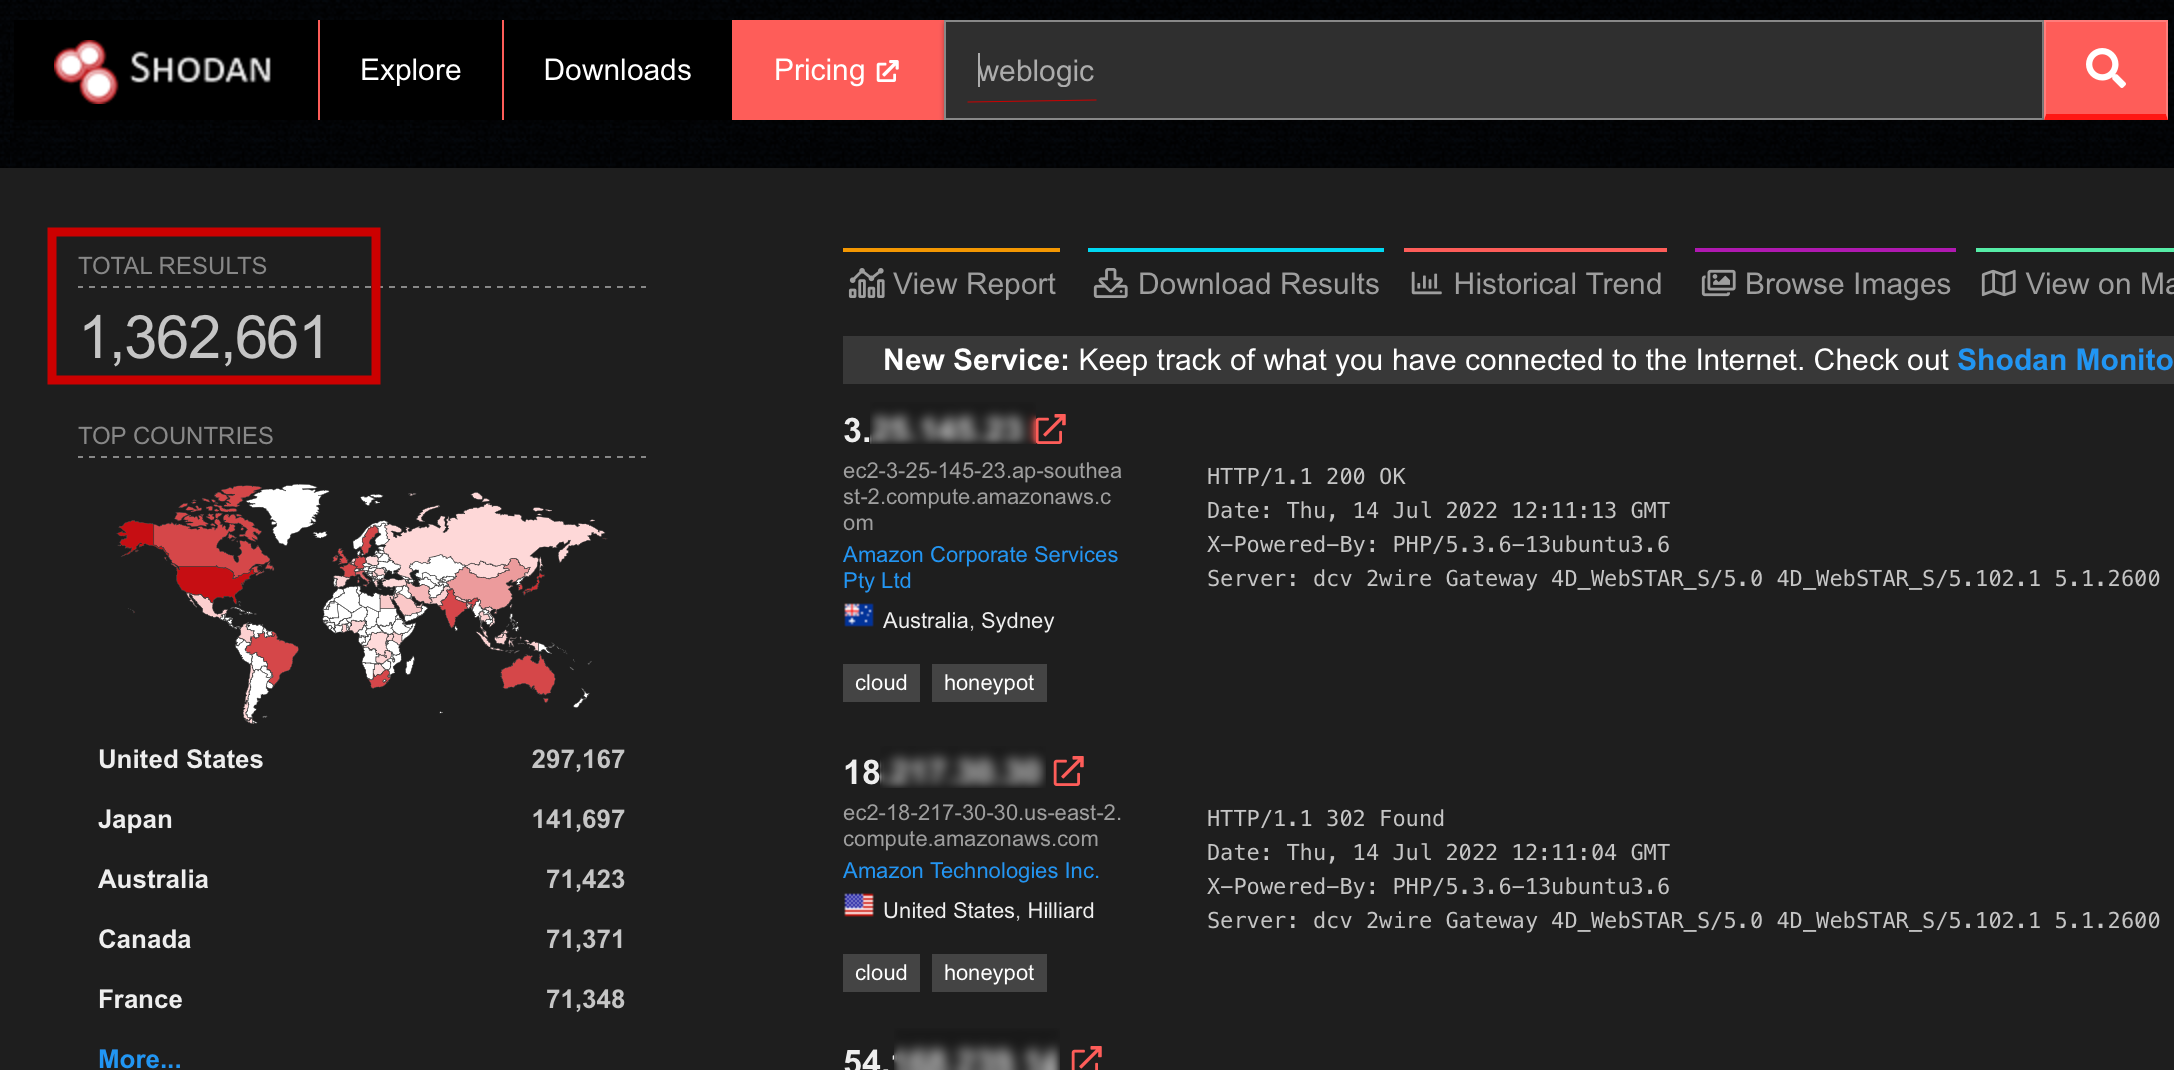 SHODAN
Explore
Downloads
Pricing
weblogic
TOTAL RESULTS
1,362,661
TOP COUNTRIES
United States 297,167
Japan 141,697
Australia 71,423
Canada 71,371
France 71,348
More...
View Report
Download Results
Historical Trend
Browse Images
View on Ma
New Service: Keep track of what you have connected to the Internet. Check out Shodan Monito
3.
ec2-3-25-145-23.ap-southea
st-2.compute.amazonaws.c
om
Amazon Corporate Services
Pty Ltd
Australia, Sydney
cloud honeypot
HTTP/1.1 200 OK
Date: Thu, 14 Jul 2022 12:11:13 GMT
X-Powered-By: PHP/5.3.6-13ubuntu3.6
Server: dcv 2wire Gateway 4D_WebSTAR_S/5.0 4D_WebSTAR_S/5.102.1 5.1.2600
18
ec2-18-217-30-30.us-east-2.
compute.amazonaws.com
Amazon Technologies Inc.
United States, Hilliard
cloud honeypot
HTTP/1.1 302 Found
Date: Thu, 14 Jul 2022 12:11:04 GMT
X-Powered-By: PHP/5.3.6-13ubuntu3.6
Server: dcv 2wire Gateway 4D_WebSTAR_S/5.0 4D_WebSTAR_S/5.102.1 5.1.2600
54.